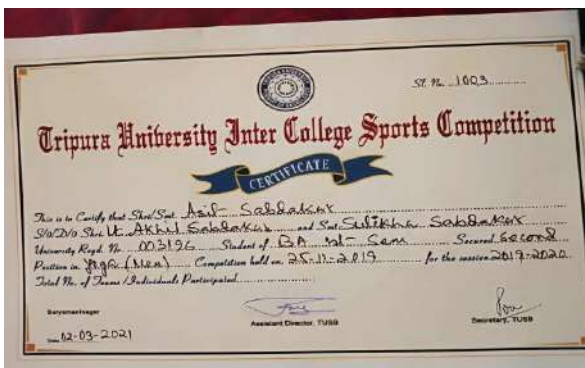 Sl. No. 1003
Tripura University Inter College Sports Competition
CERTIFICATE
This is to Certify that Shri/Smt. Asif Sabdakar
S/o/D/o Shri Lt. Akhil Sabdakar and Smt. Sulikha Sabdakar
University Regd. No. 003196 Student of BA Sem Secured Second
Position in Yoga (Men) Competition held on 25-11-2019 for the session 2019-2020
Total No. of Teams/Individuals Participated
Suryamaninagar
Assistant Director, TUSB
Secretary, TUSB
02-03-2021